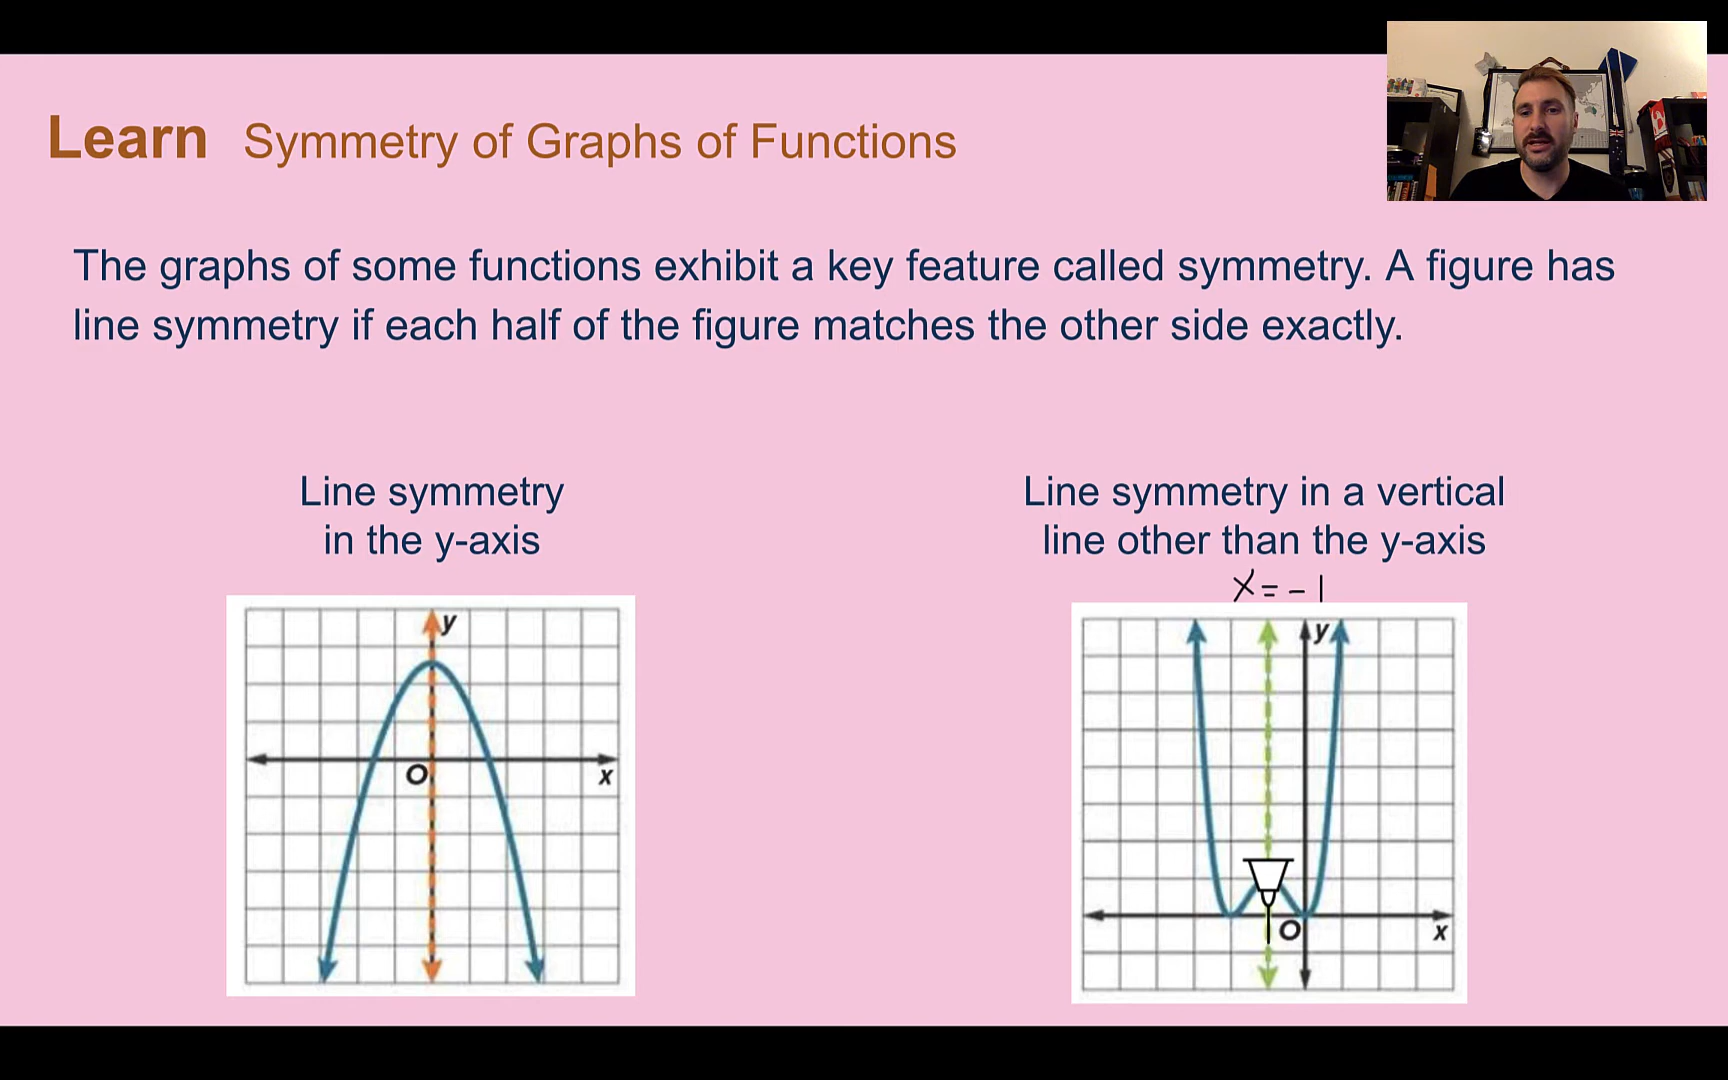 Learn Symmetry of Graphs of Functions
The graphs of some functions exhibit a key feature called symmetry. A figure has
line symmetry if each half of the figure matches the other side exactly.
Line symmetry
in the y-axis
Line symmetry in a vertical
line other than the y-axis
x = -1
y
O
x
y
O
x